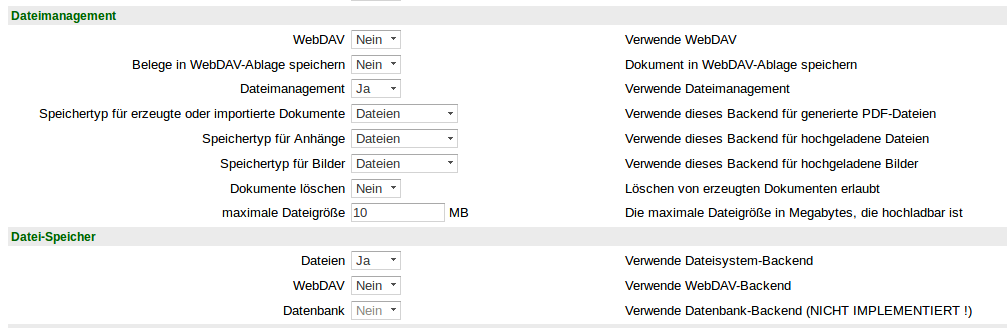 Dateimanagement
WebDAV Nein Verwende WebDAV
Belege in WebDAV-Ablage speichern Nein Dokument in WebDAV-Ablage speichern
Dateimanagement Ja Verwende Dateimanagement
Speichertyp für erzeugte oder importierte Dokumente Dateien Verwende dieses Backend für generierte PDF-Dateien
Speichertyp für Anhänge Dateien Verwende dieses Backend für hochgeladene Dateien
Speichertyp für Bilder Dateien Verwende dieses Backend für hochgeladene Bilder
Dokumente löschen Nein Löschen von erzeugten Dokumenten erlaubt
maximale Dateigröße 10 MB Die maximale Dateigröße in Megabytes, die hochladbar ist
Datei-Speicher
Dateien Ja Verwende Dateisystem-Backend
WebDAV Nein Verwende WebDAV-Backend
Datenbank Nein Verwende Datenbank-Backend (NICHT IMPLEMENTIERT !)